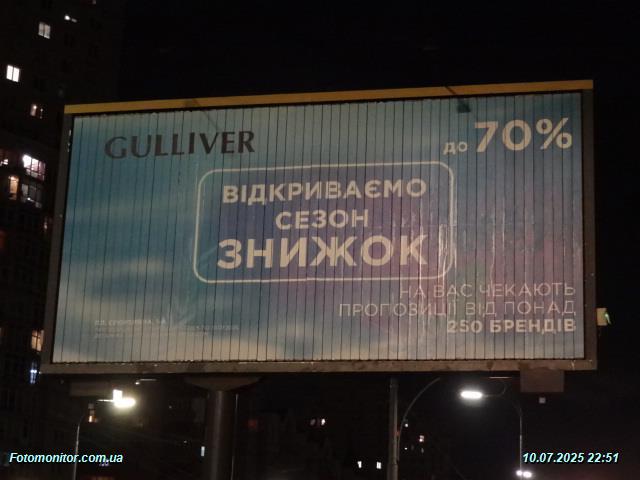 GULLIVER
ДО 70%
ВІДКРИВАЄМО
СЕЗОН
ЗНИЖОК
НА ВАС ЧЕКАЮТЬ
ПРОПОЗИЦІЇ ВІД ПОНАД
250 БРЕНДІВ
Fotomonitor.com.ua
10.07.2025 22:51